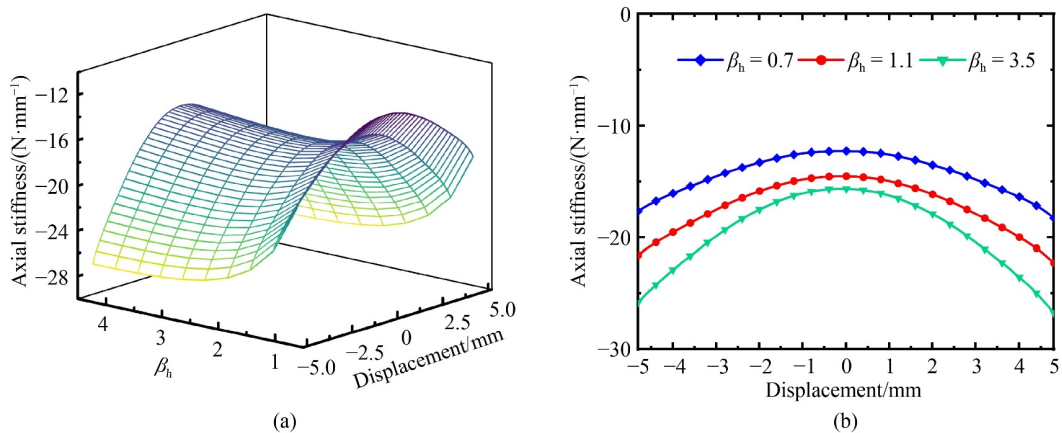 Axial stiffness/(N·mm⁻¹)
−12
−16
−20
−24
−28
4
3
2
1
βh
−5.0
−2.5
0
2.5
5.0
Displacement/mm
(a)
Axial stiffness/(N·mm⁻¹)
0
−10
−20
−30
βh = 0.7 βh = 1.1 βh = 3.5
−5 −4 −3 −2 −1 0 1 2 3 4 5
Displacement/mm
(b)